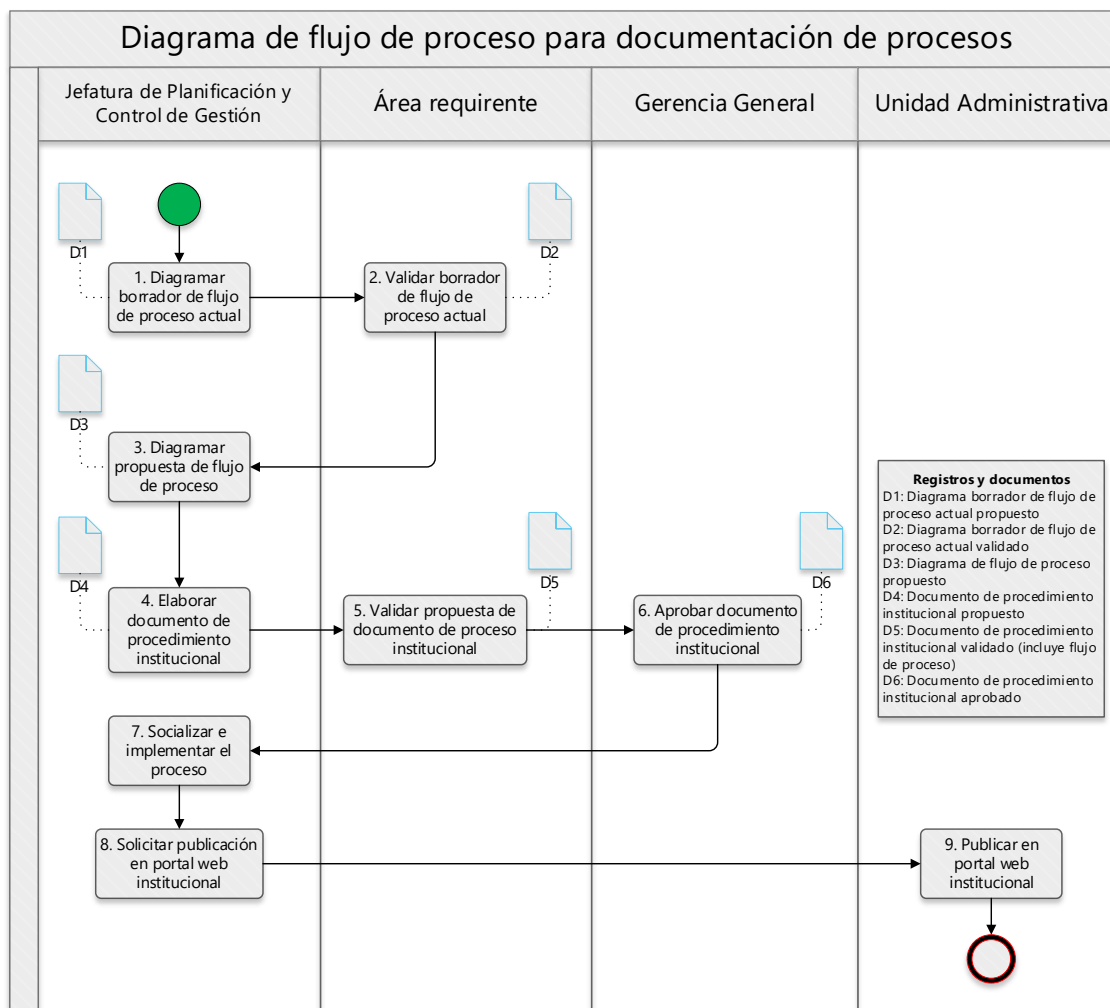 Diagrama de flujo de proceso para documentación de procesos
Jefatura de Planificación y
Control de Gestión
Área requirente
Gerencia General
Unidad Administrativa
D1
D2
1. Diagramar
borrador de flujo
de proceso actual
2. Validar borrador
de flujo de
proceso actual
D3
3. Diagramar
propuesta de flujo
de proceso
Registros y documentos
D1: Diagrama borrador de flujo de
proceso actual propuesto
D2: Diagrama borrador de flujo de
proceso actual validado
D3: Diagrama de flujo de proceso
propuesto
D4: Documento de procedimiento
institucional propuesto
D5: Documento de procedimiento
institucional validado (incluye flujo
de proceso)
D6: Documento de procedimiento
institucional aprobado
D4
D5
D6
4. Elaborar
documento de
procedimiento
institucional
5. Validar propuesta de
documento de proceso
institucional
6. Aprobar documento
de procedimiento
institucional
7. Socializar e
implementar el
proceso
8. Solicitar publicación
en portal web
institucional
9. Publicar en
portal web
institucional